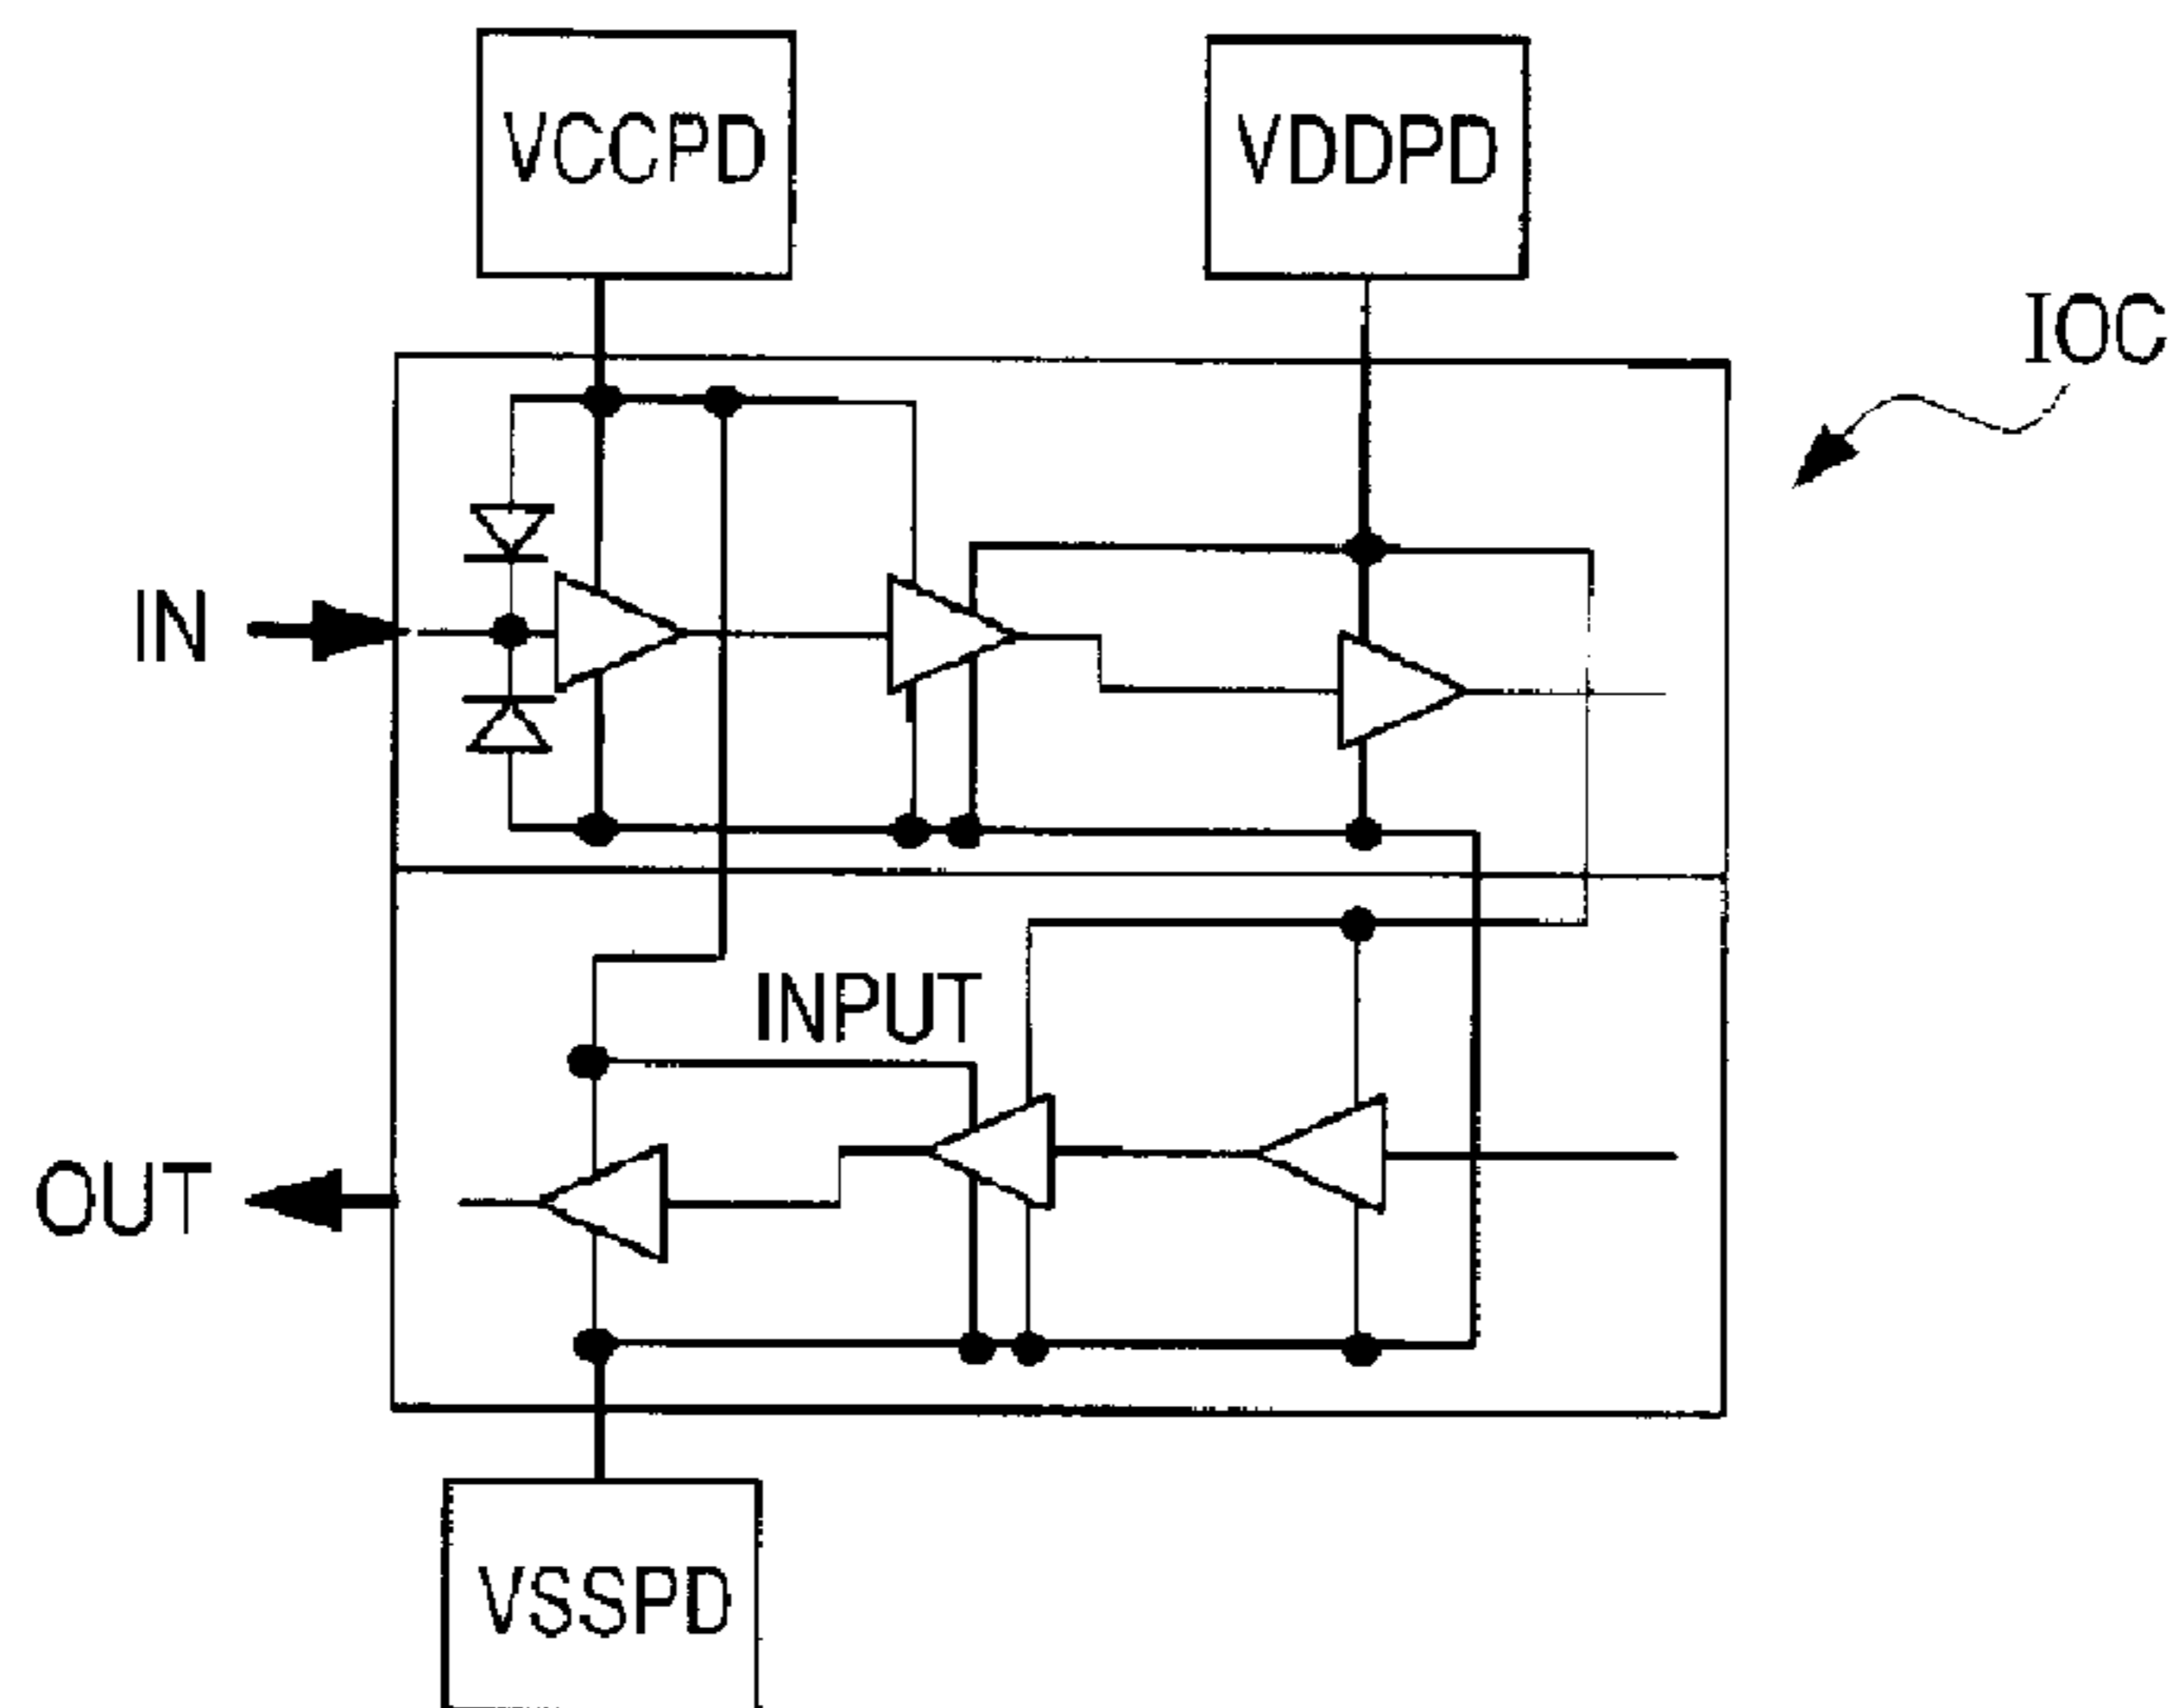 VCCPD
VDDPD
IOC
IN
INPUT
OUT
VSSPD